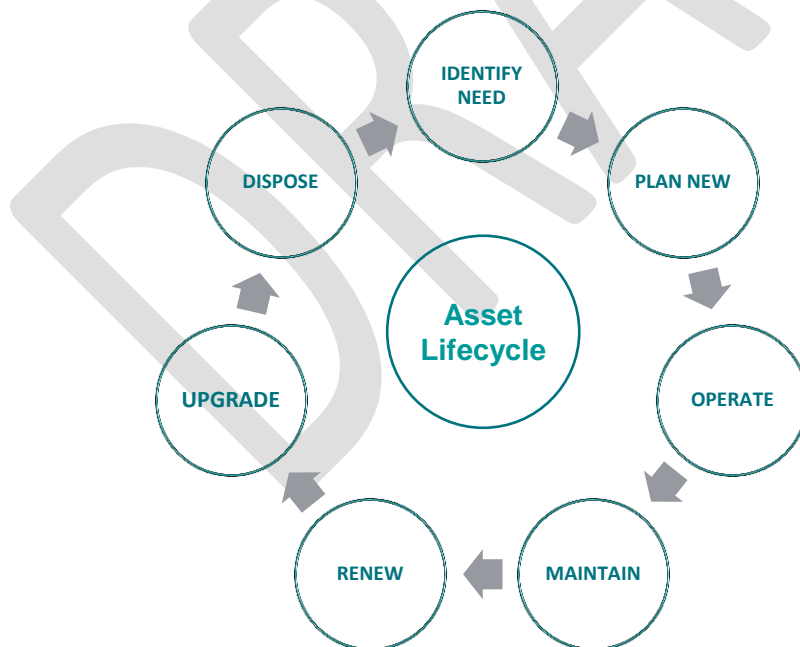 IDENTIFY
NEED
DISPOSE
PLAN NEW
Asset
Lifecycle
UPGRADE
OPERATE
RENEW
MAINTAIN